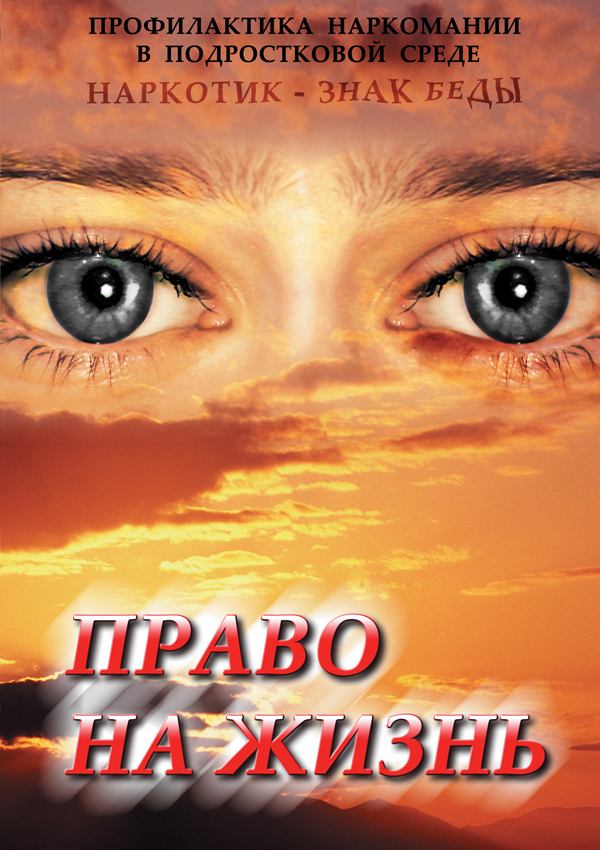 ПРОФИЛАКТИКА НАРКОМАНИИ
В ПОДРОСТКОВОЙ СРЕДЕ
НАРКОТИК - ЗНАК БЕДЫ
ПРАВО
НА ЖИЗНЬ